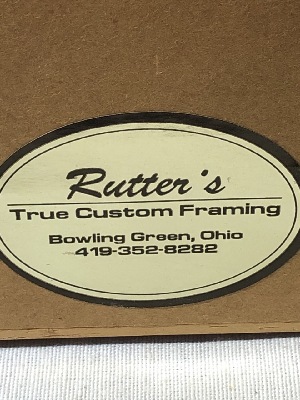 Rutter's
True Custom Framing
Bowling Green, Ohio
419-352-8282